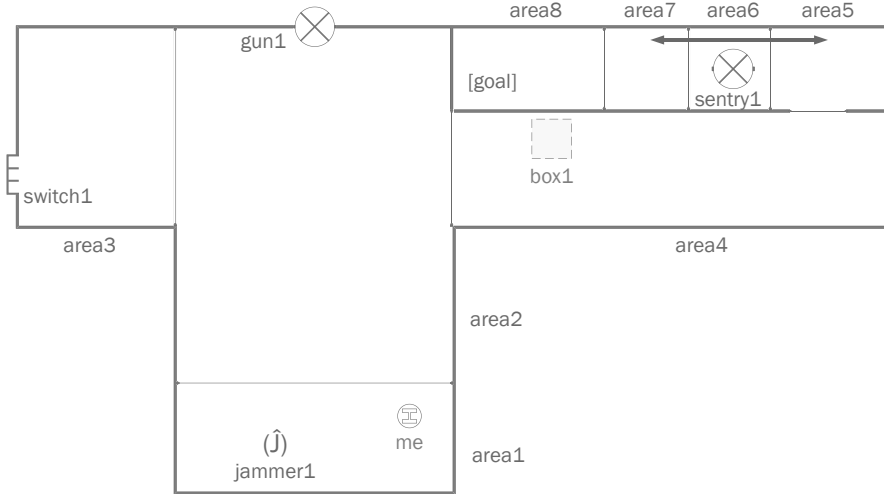 area8
area7
area6
area5
gun1
[goal]
sentry1
box1
switch1
area3
area4
area2
(Ĵ)
me
jammer1
area1